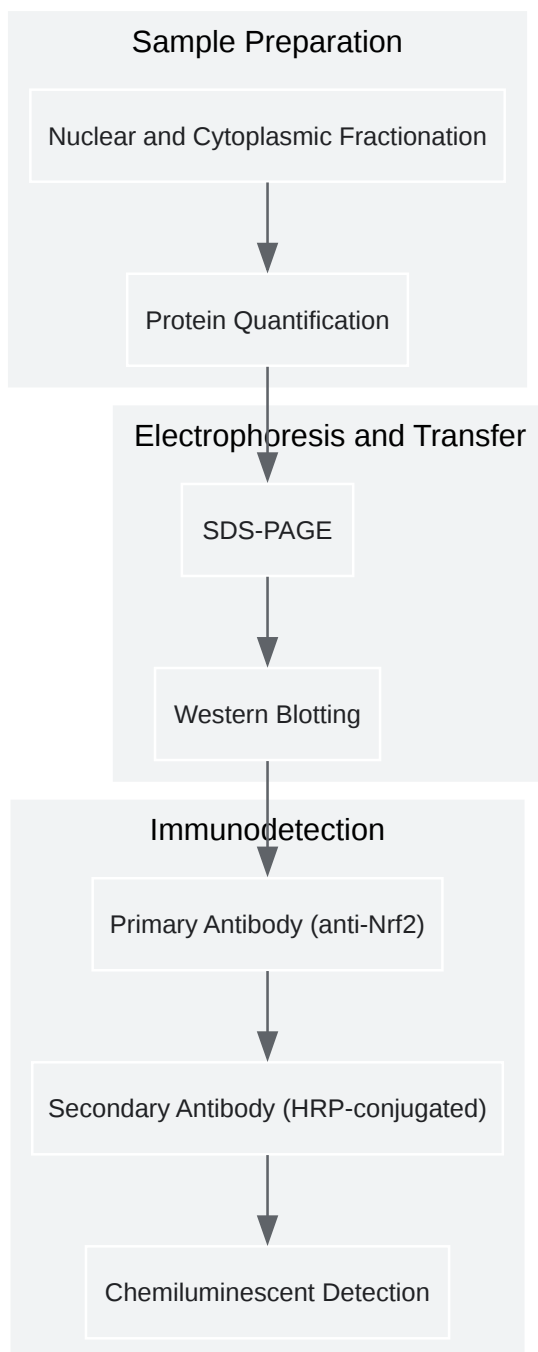 Sample Preparation
Nuclear and Cytoplasmic Fractionation
Protein Quantification
Electrophoresis and Transfer
SDS-PAGE
Western Blotting
Immunodetection
Primary Antibody (anti-Nrf2)
Secondary Antibody (HRP-conjugated)
Chemiluminescent Detection